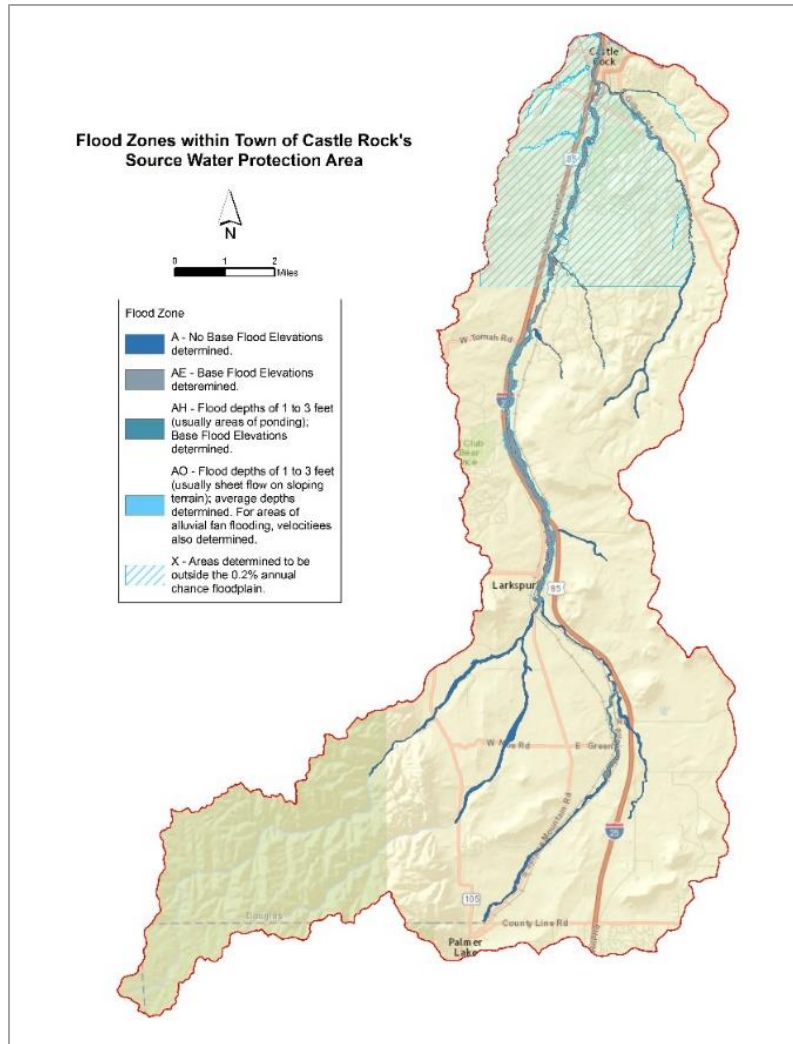 Castle
Rock
Flood Zones within Town of Castle Rock's
Source Water Protection Area
N
85
0 1 2
Miles
Flood Zone
A - No Base Flood Elevations
determined.
W Tomah Rd
AE - Base Flood Elevations
deteremined.
AH - Flood depths of 1 to 3 feet
(usually areas of ponding);
Base Flood Elevations
determined.
Club
Bear
nce
AO - Flood depths of 1 to 3 feet
(usually sheet flow on sloping
terrain); average depths
determined. For areas of
alluvial fan flooding, velocitiees
also determined.
X - Areas determined to be
outside the 0.2% annual
chance floodplain.
Larkspur
85
W Noe Rd
E Green
25
105
Douglas
County Line Rd
Palmer
Lake